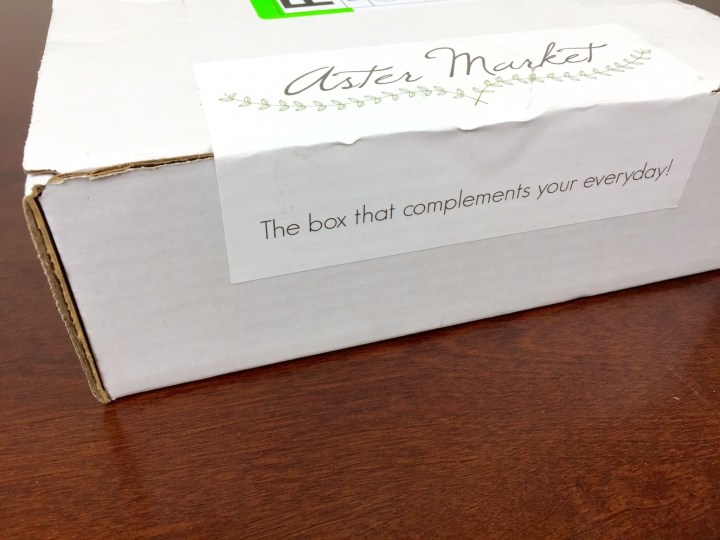 Aster Market
The box that complements your everyday!